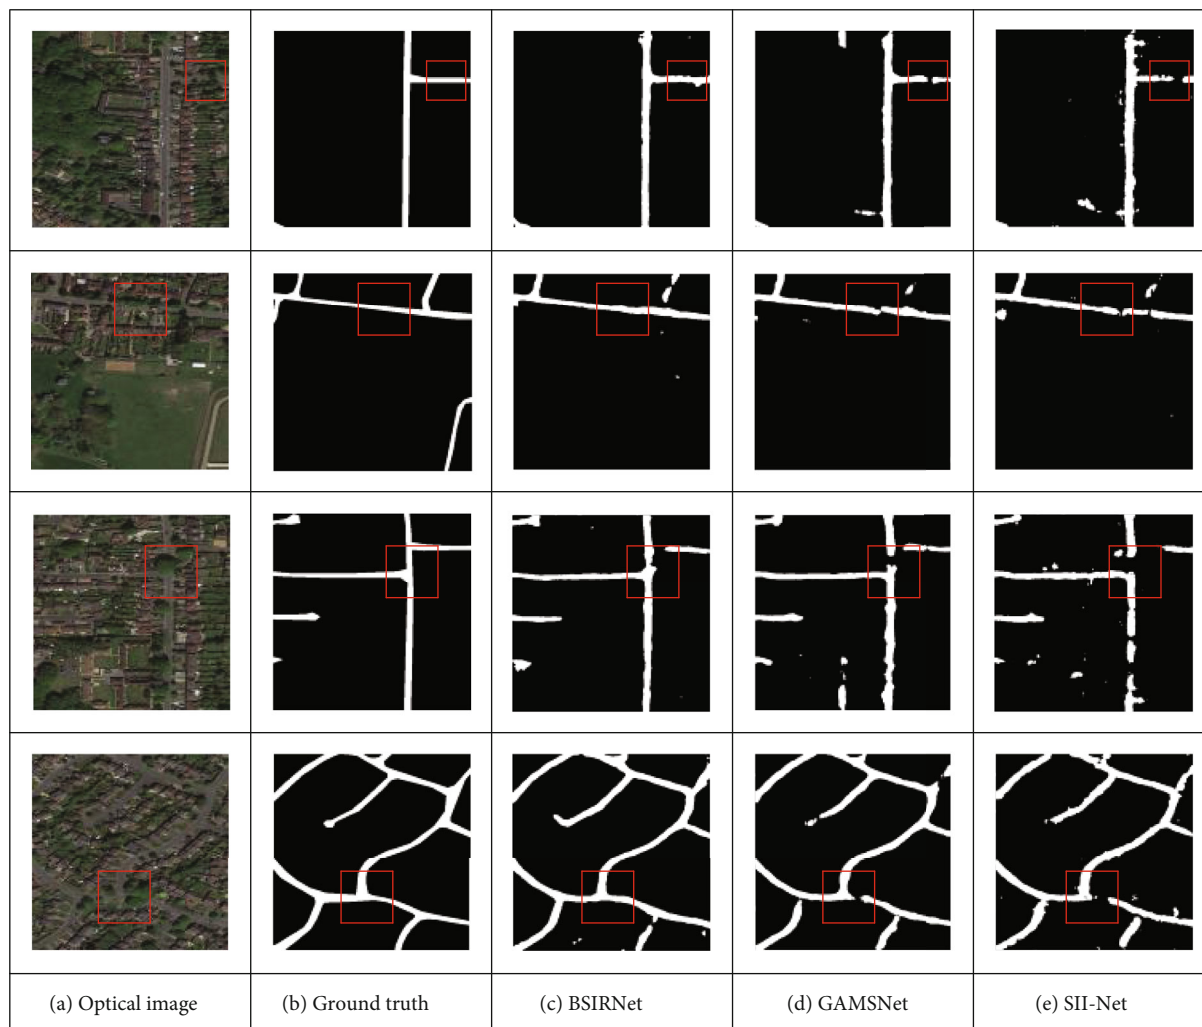 (a) Optical image
(b) Ground truth
(c) BSIRNet
(d) GAMSNet
(e) SII-Net